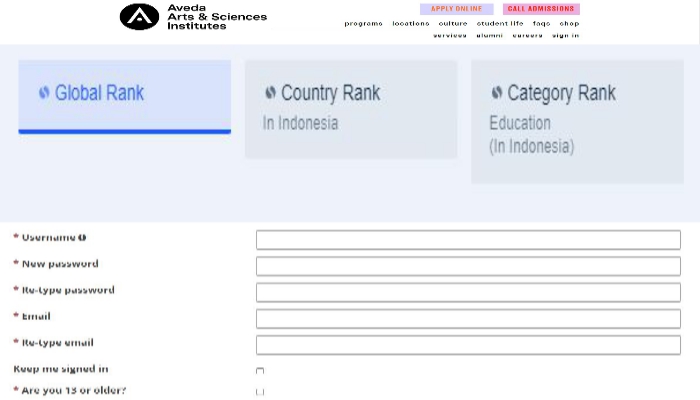 Aveda
Arts & Sciences
Institutes
APPLY ONLINE CALL ADMISSIONS
programs locations culture student life faqs shop
services alumni careers sign in
Global Rank
Country Rank
In Indonesia
Category Rank
Education
(In Indonesia)
* Username
* New password
* Re-type password
* Email
* Re-type email
Keep me signed in
* Are you 13 or older?